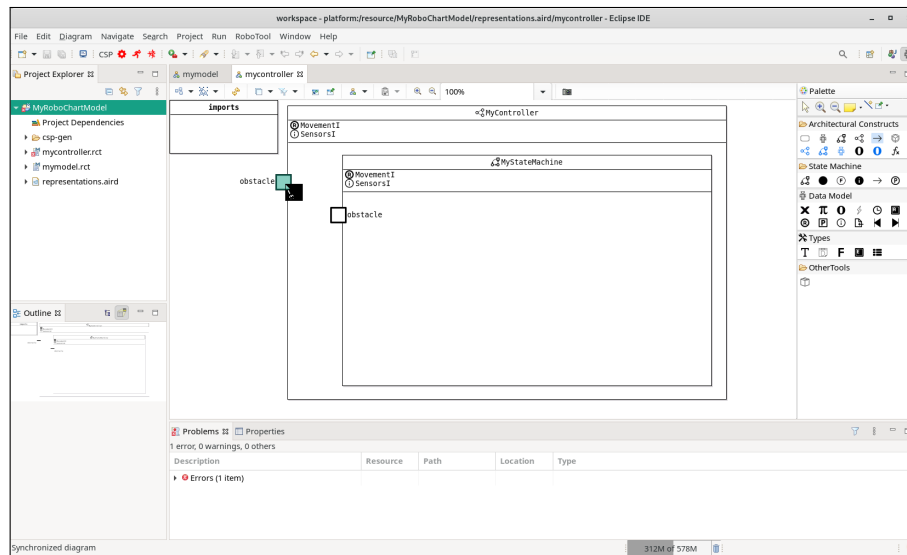 workspace - platform:/resource/MyRoboChartModel/representations.aird/mycontroller - Eclipse IDE
File Edit Diagram Navigate Search Project Run RoboTool Window Help
CSP
Project Explorer
mymodel
mycontroller
100%
Palette
MyRoboChartModel
Project Dependencies
csp-gen
mycontroller.rct
mymodel.rct
representations.aird
imports
MyController
R MovementI
i SensorsI
MyStateMachine
R MovementI
i SensorsI
obstacle
obstacle
Architectural Constructs
State Machine
Data Model
Types
OtherTools
Outline
Problems
Properties
1 error, 0 warnings, 0 others
Description Resource Path Location Type
Errors (1 item)
Synchronized diagram
312M of 578M